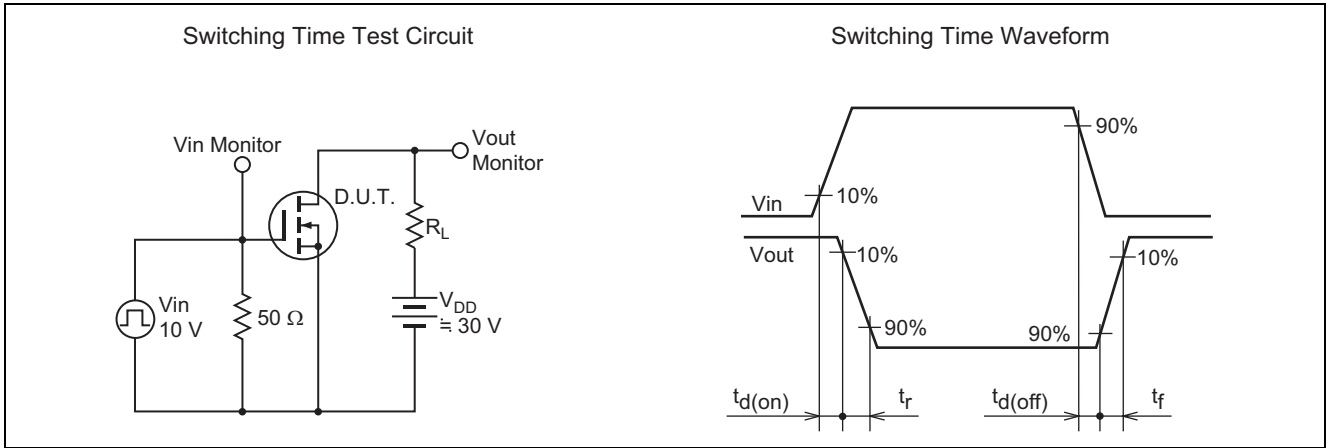 Switching Time Test Circuit
Vin Monitor
Vout
Monitor
D.U.T.
RL
Vin
10 V
50 Ω
VDD
≒ 30 V
Switching Time Waveform
Vin
10%
90%
Vout
10%
90%
90%
10%
td(on)
tr
td(off)
tf